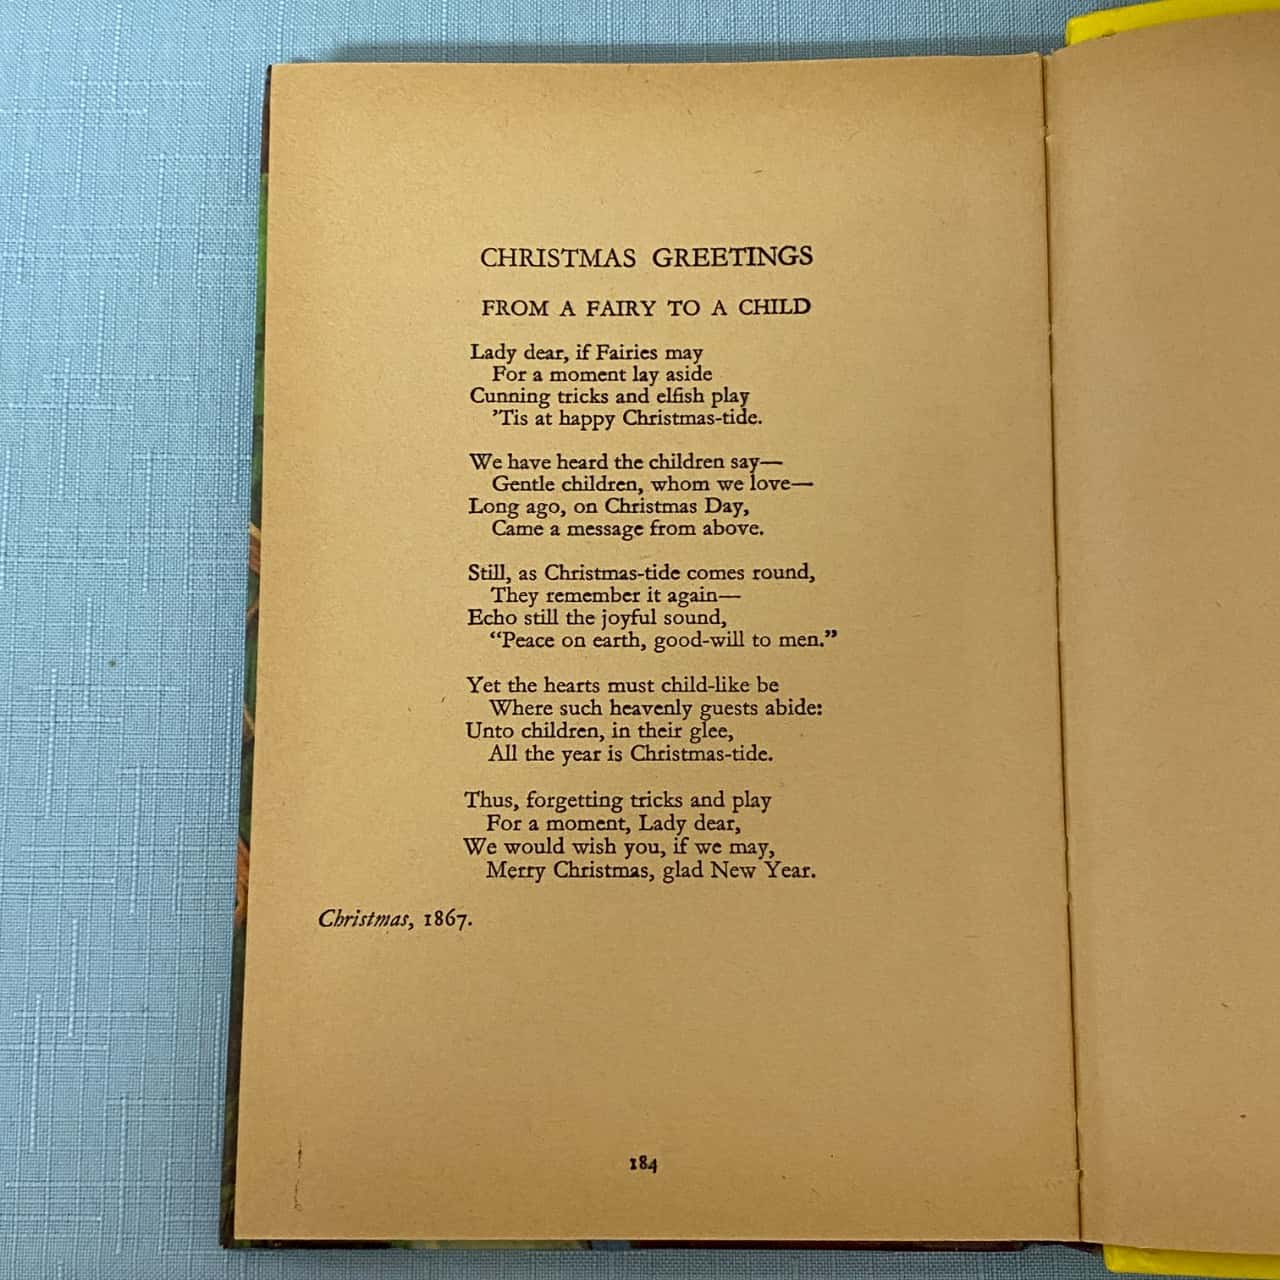 CHRISTMAS GREETINGS
FROM A FAIRY TO A CHILD
Lady dear, if Fairies may
For a moment lay aside
Cunning tricks and elfish play
’Tis at happy Christmas-tide.
We have heard the children say—
Gentle children, whom we love—
Long ago, on Christmas Day,
Came a message from above.
Still, as Christmas-tide comes round,
They remember it again—
Echo still the joyful sound,
“Peace on earth, good-will to men.”
Yet the hearts must child-like be
Where such heavenly guests abide:
Unto children, in their glee,
All the year is Christmas-tide.
Thus, forgetting tricks and play
For a moment, Lady dear,
We would wish you, if we may,
Merry Christmas, glad New Year.
Christmas, 1867.
184